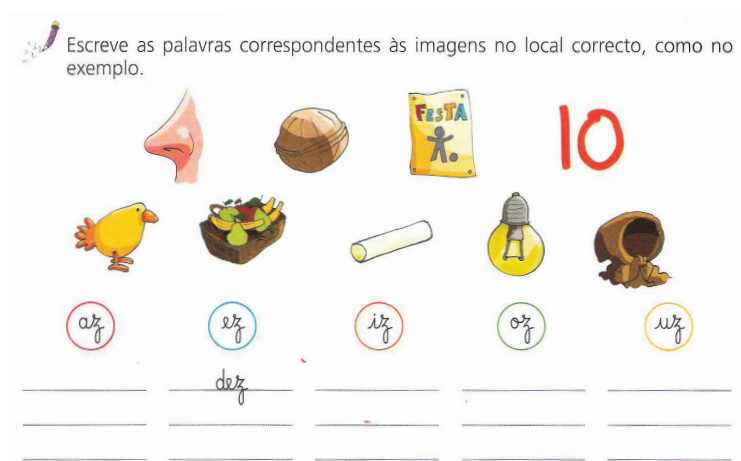 Escreve as palavras correspondentes às imagens no local correcto, como no
exemplo.
FESTA
10
az
ez
iz
oz
uz
dez